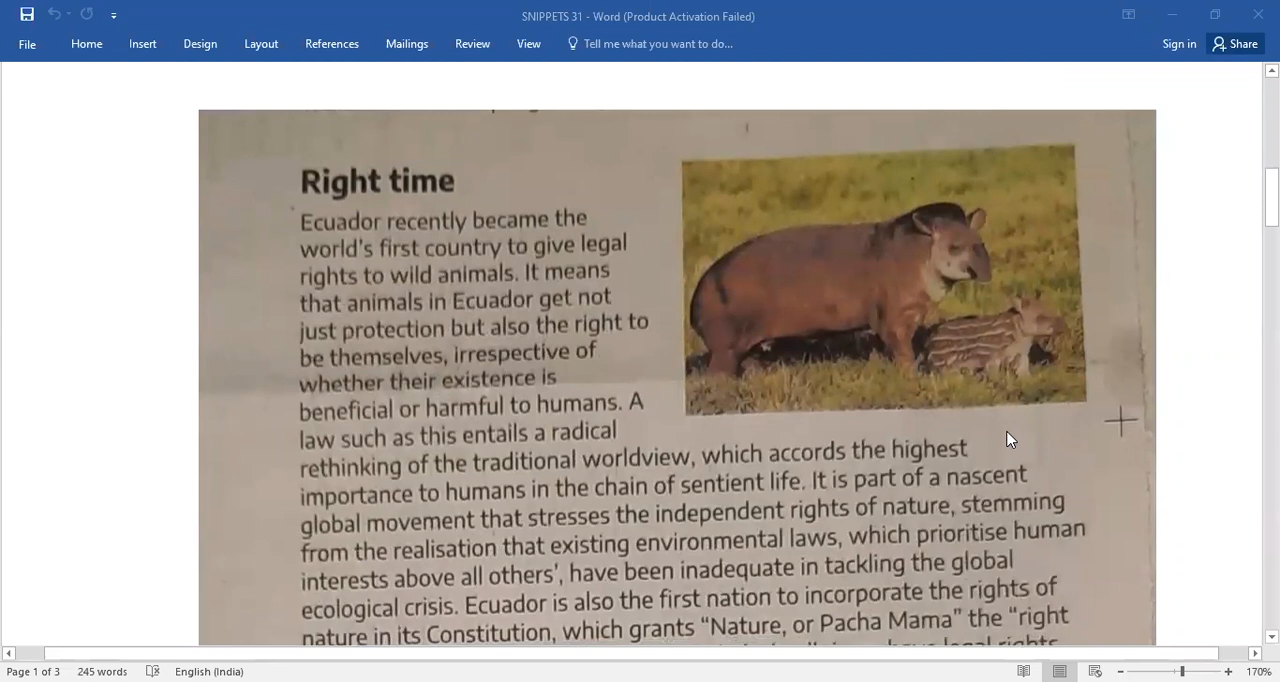 SNIPPETS 31 - Word (Product Activation Failed)
File Home Insert Design Layout References Mailings Review View Tell me what you want to do... Sign in Share
Right time
Ecuador recently became the
world's first country to give legal
rights to wild animals. It means
that animals in Ecuador get not
just protection but also the right to
be themselves, irrespective of
whether their existence is
beneficial or harmful to humans. A
law such as this entails a radical
rethinking of the traditional worldview, which accords the highest
importance to humans in the chain of sentient life. It is part of a nascent
global movement that stresses the independent rights of nature, stemming
from the realisation that existing environmental laws, which prioritise human
interests above all others', have been inadequate in tackling the global
ecological crisis. Ecuador is also the first nation to incorporate the rights of
nature in its Constitution, which grants "Nature, or Pacha Mama" the "right
legal rights
Page 1 of 3 245 words English (India) 170%